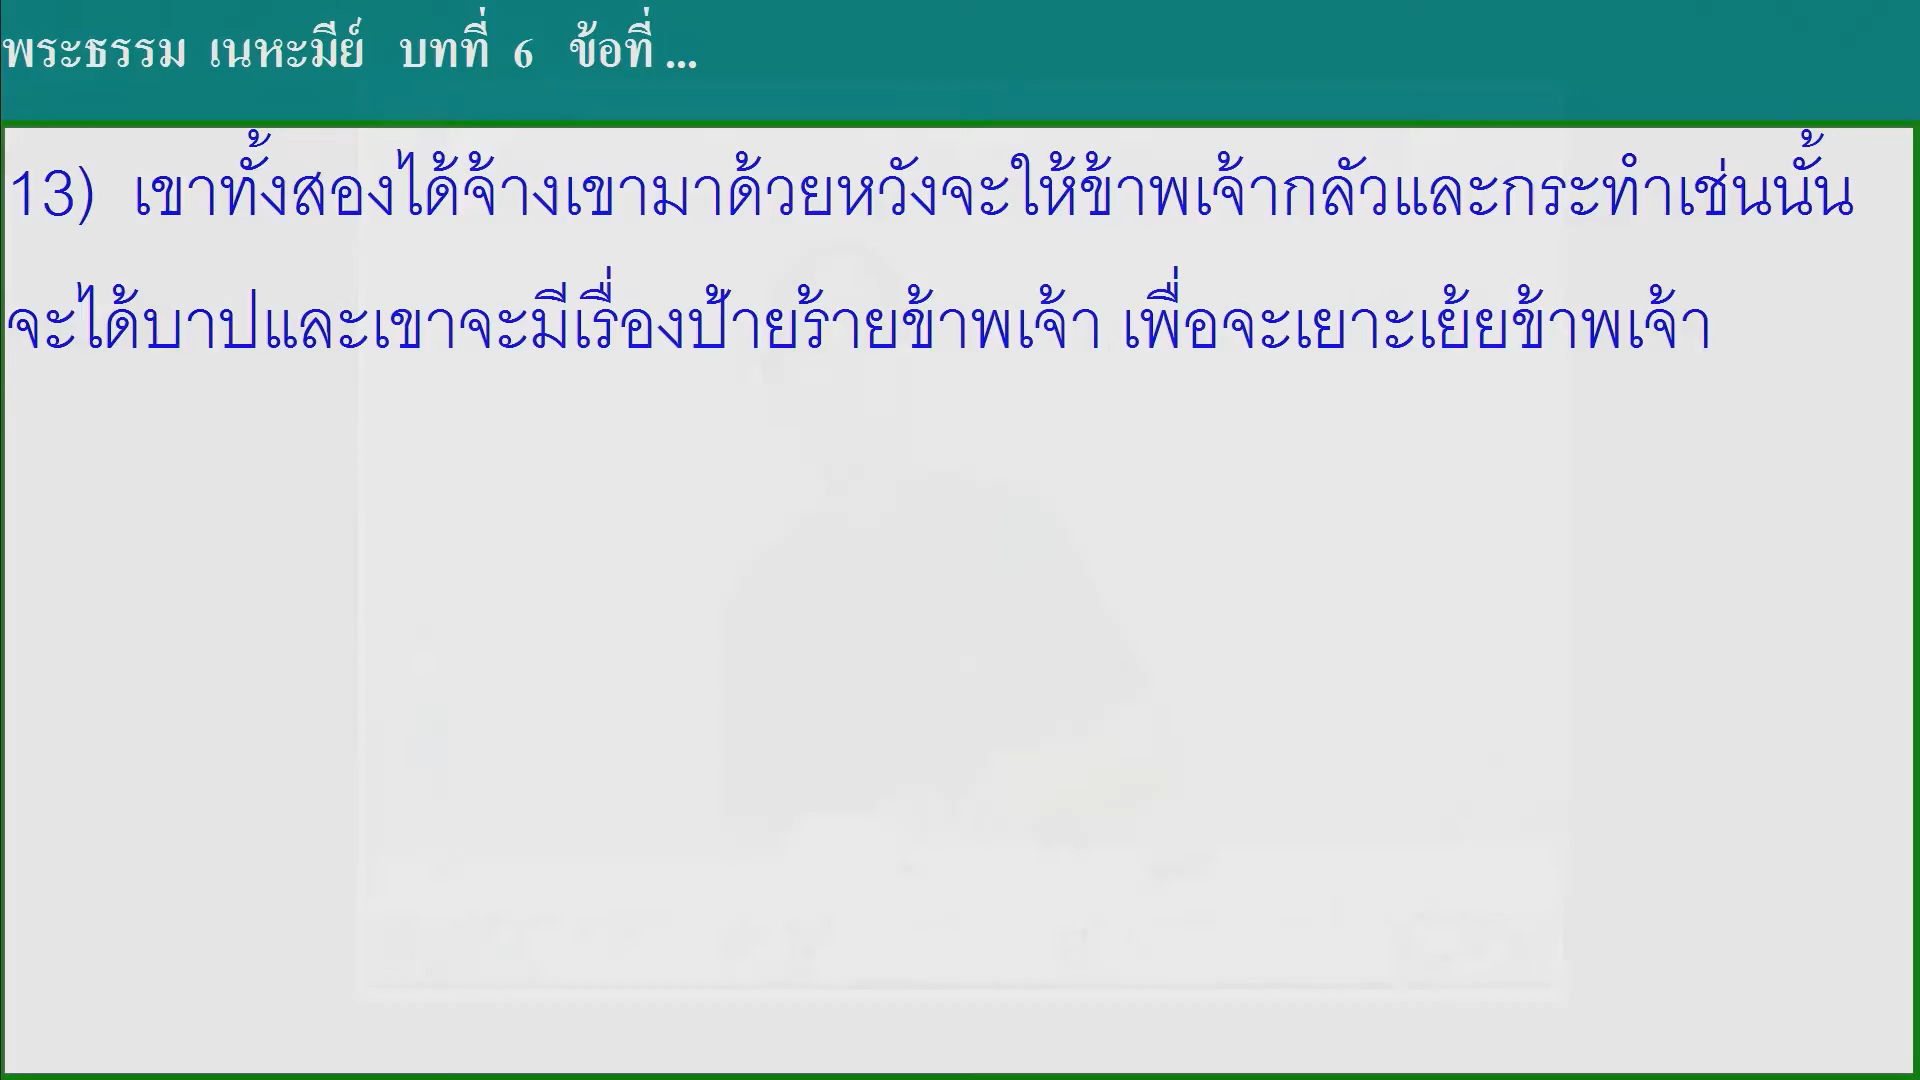 พระธรรม เนหะมีย์ บทที่ 6 ข้อที่ ...
13) เขาทั้งสองได้จ้างเขามาด้วยหวังจะให้ข้าพเจ้ากลัวและกระทำเช่นนั้น
จะได้บาปและเขาจะมีเรื่องป้ายร้ายข้าพเจ้า เพื่อจะเยาะเย้ยข้าพเจ้า